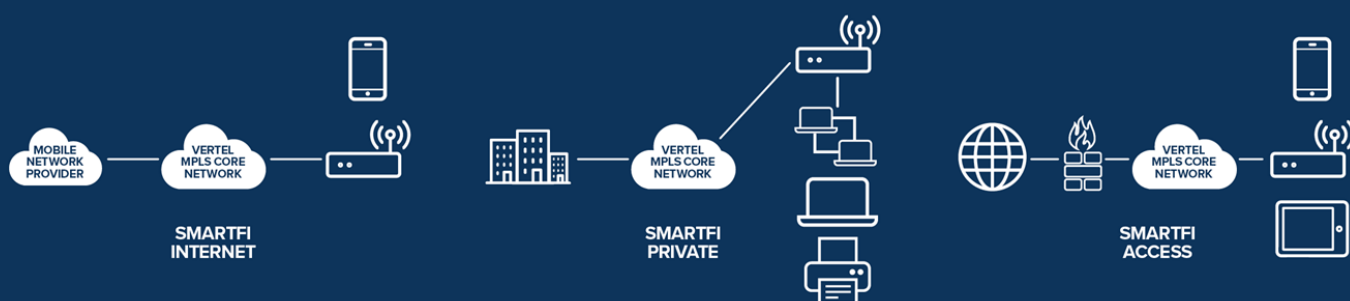 MOBILE
NETWORK
PROVIDER
VERTEL
MPLS CORE
NETWORK
SMARTFI
INTERNET
VERTEL
MPLS CORE
NETWORK
SMARTFI
PRIVATE
VERTEL
MPLS CORE
NETWORK
SMARTFI
ACCESS